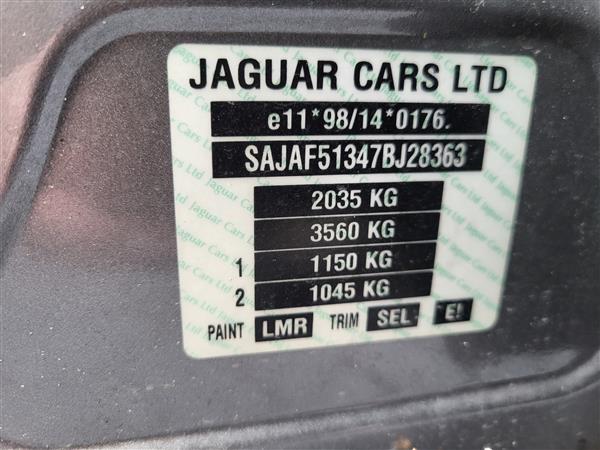 JAGUAR CARS LTD
e11*98/14*0176.
SAJAF51347BJ28363
2035 KG
3560 KG
1 1150 KG
2 1045 KG
PAINT LMR TRIM SEL E!